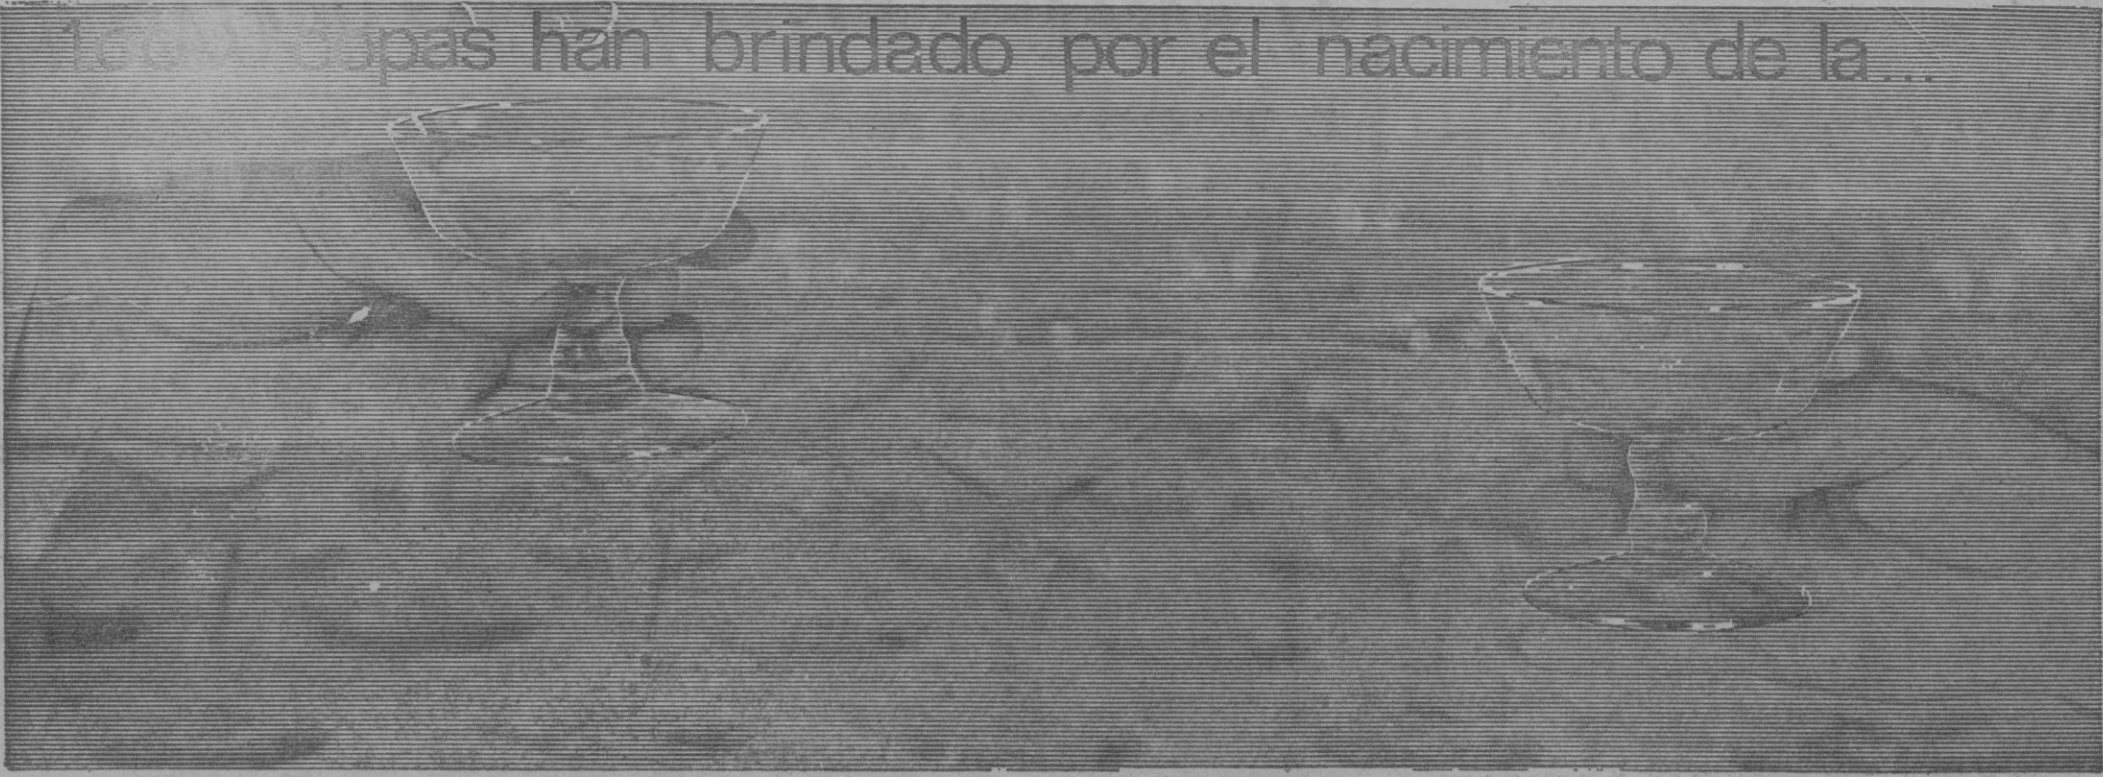 copas han brindado por el nacimiento de la...